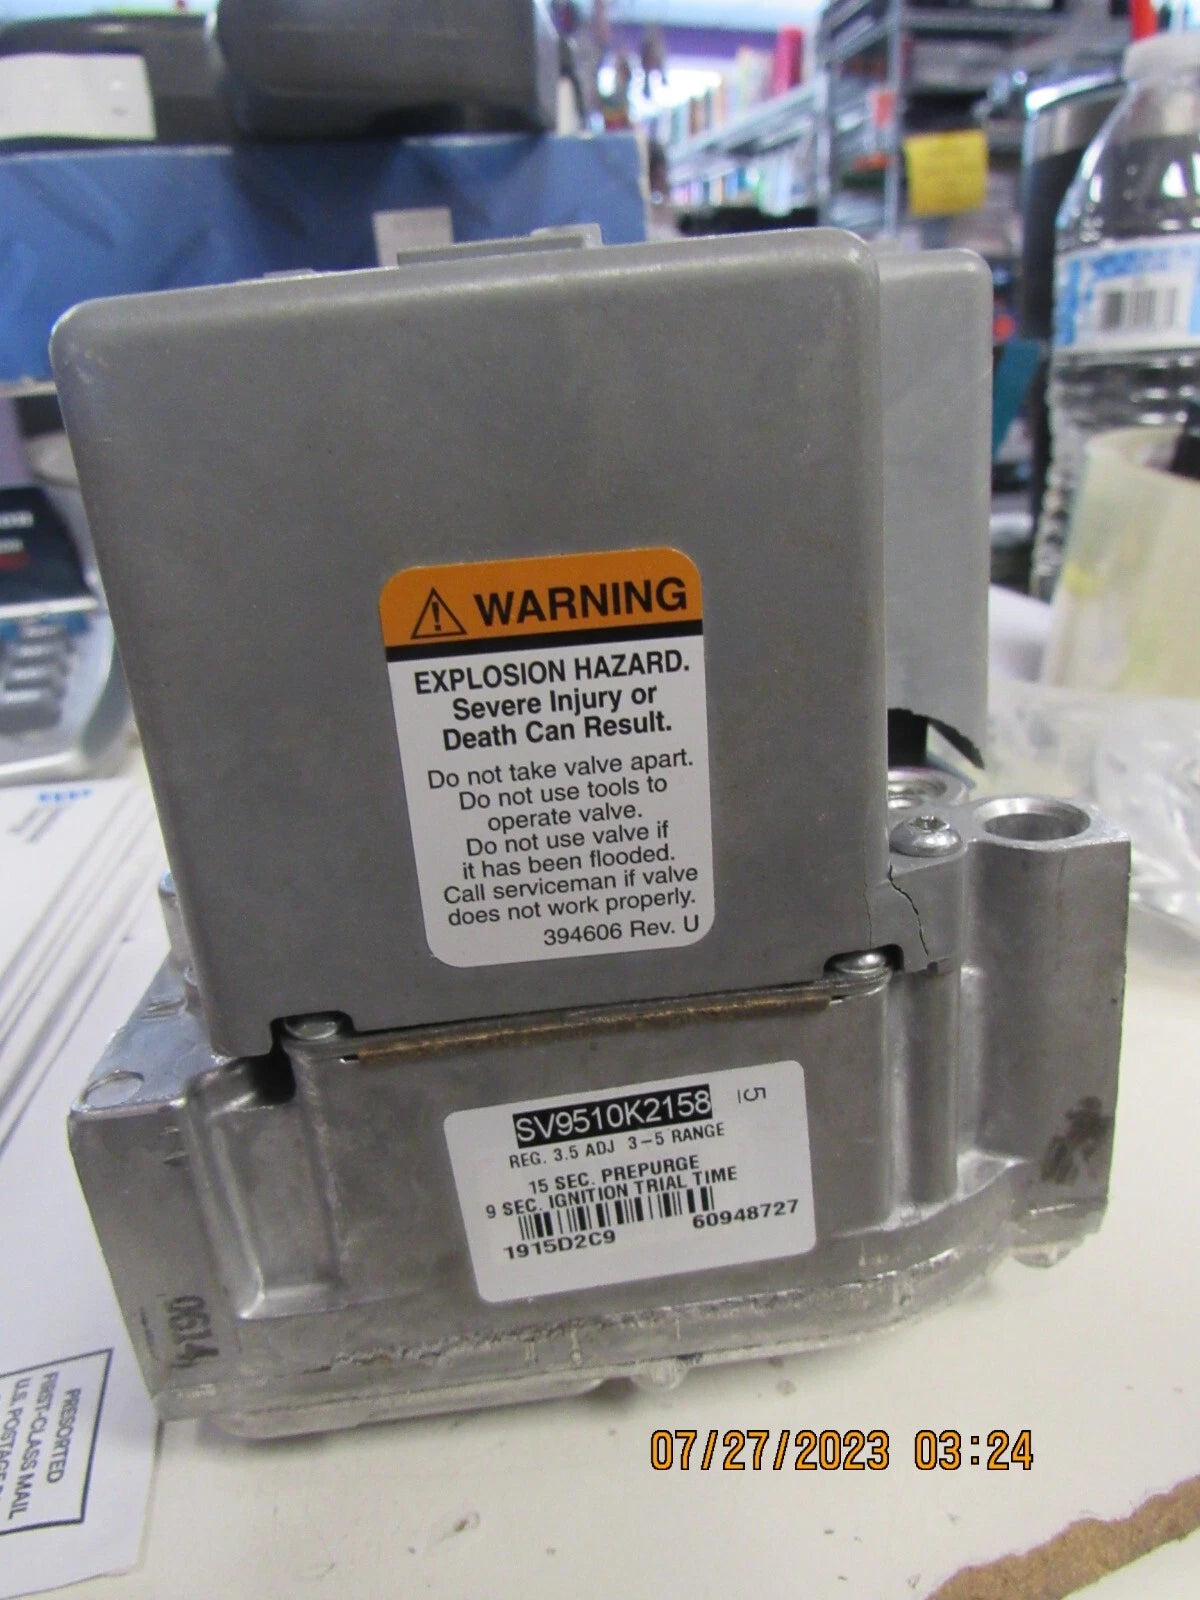 WARNING
EXPLOSION HAZARD.
Severe Injury or
Death Can Result.
Do not take valve apart.
Do not use tools to
operate valve.
Do not use valve if
it has been flooded.
Call serviceman if valve
does not work properly.
394606 Rev. U
SV9510K2158
REG. 3.5 ADJ 3-5 RANGE
15 SEC. PREPURGE
9 SEC. IGNITION TRIAL TIME
1915D2C9 60948727
0614
PRESORTED
FIRST-CLASS MAIL
U.S. POSTAGE
07/27/2023 03:24